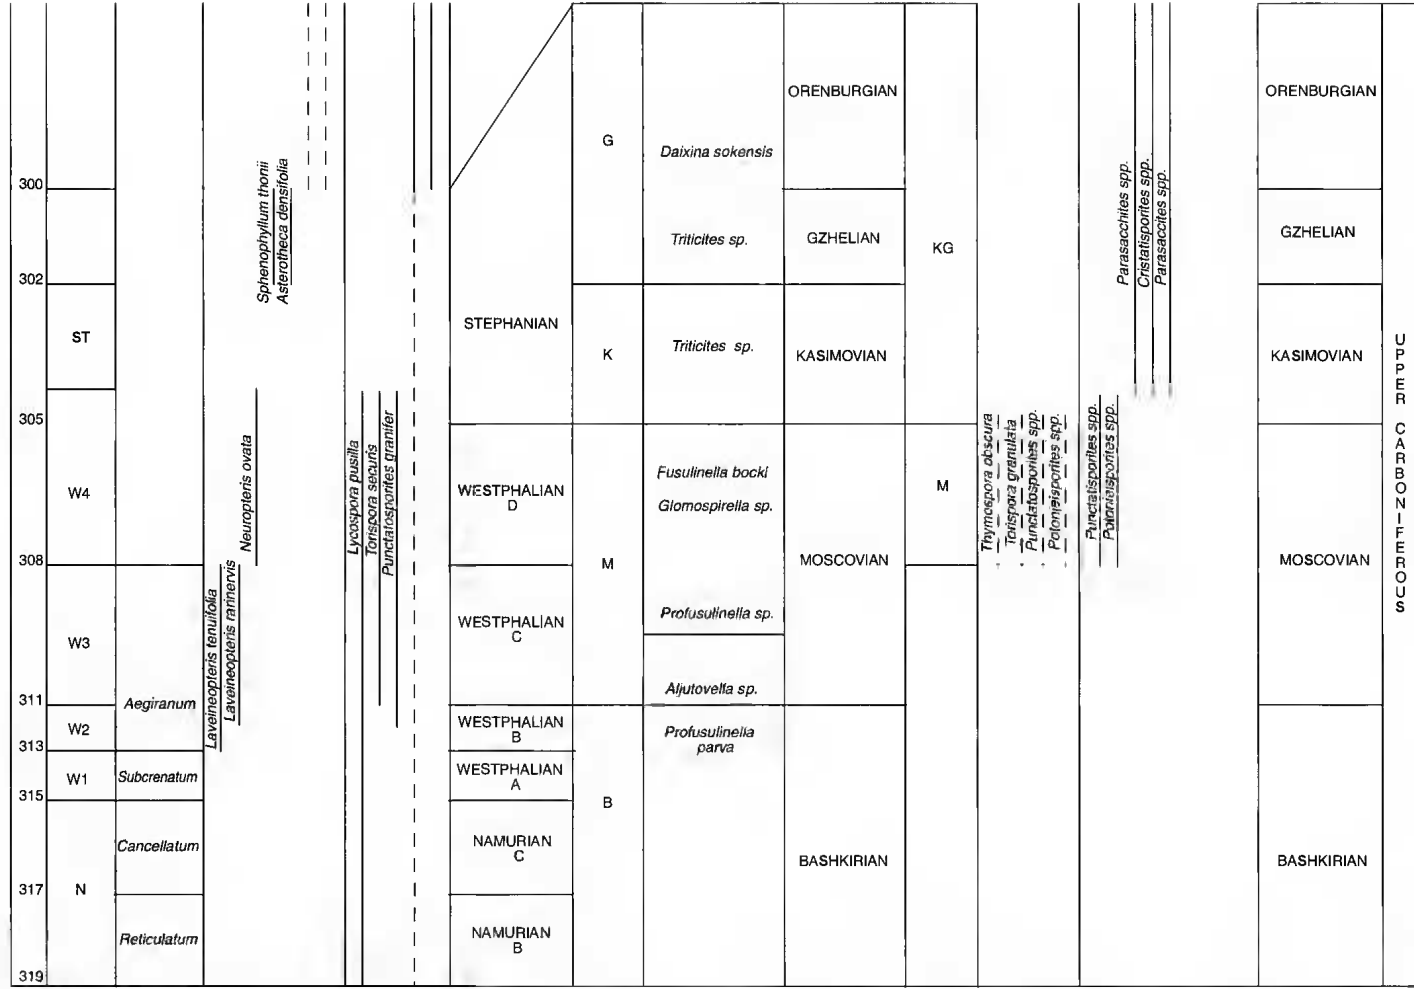 300
302
305
308
311
313
315
317
319
ST
W4
W3
W2
W1
N
Aegiranum
Subcrenatum
Cancellatum
Reticulatum
Laveineopteris tenuifolia
Laveineopteris rarinervis
Neuropteris ovata
Sphenophyllum thonii
Asterotheca densifolia
Lycospora pusilla
Torispora securis
Punctatosporites granifer
STEPHANIAN
WESTPHALIAN
D
WESTPHALIAN
C
WESTPHALIAN
B
WESTPHALIAN
A
NAMURIAN
C
NAMURIAN
B
G
K
M
B
Daixina sokensis
Triticites sp.
Triticites sp.
Fusulinella bocki
Glomospirella sp.
Profusulinella sp.
Aljutovella sp.
Profusulinella
parva
ORENBURGIAN
GZHELIAN
KASIMOVIAN
MOSCOVIAN
BASHKIRIAN
KG
M
Thymospora obscura
Torispora granulata
Punctatosporites spp.
Potonieisporites spp.
Punctatisporites spp.
Potonieisporites spp.
Parasacchites spp.
Cristatisporites spp.
Parasaccites spp.
ORENBURGIAN
GZHELIAN
KASIMOVIAN
MOSCOVIAN
BASHKIRIAN
UPPER CARBONIFEROUS